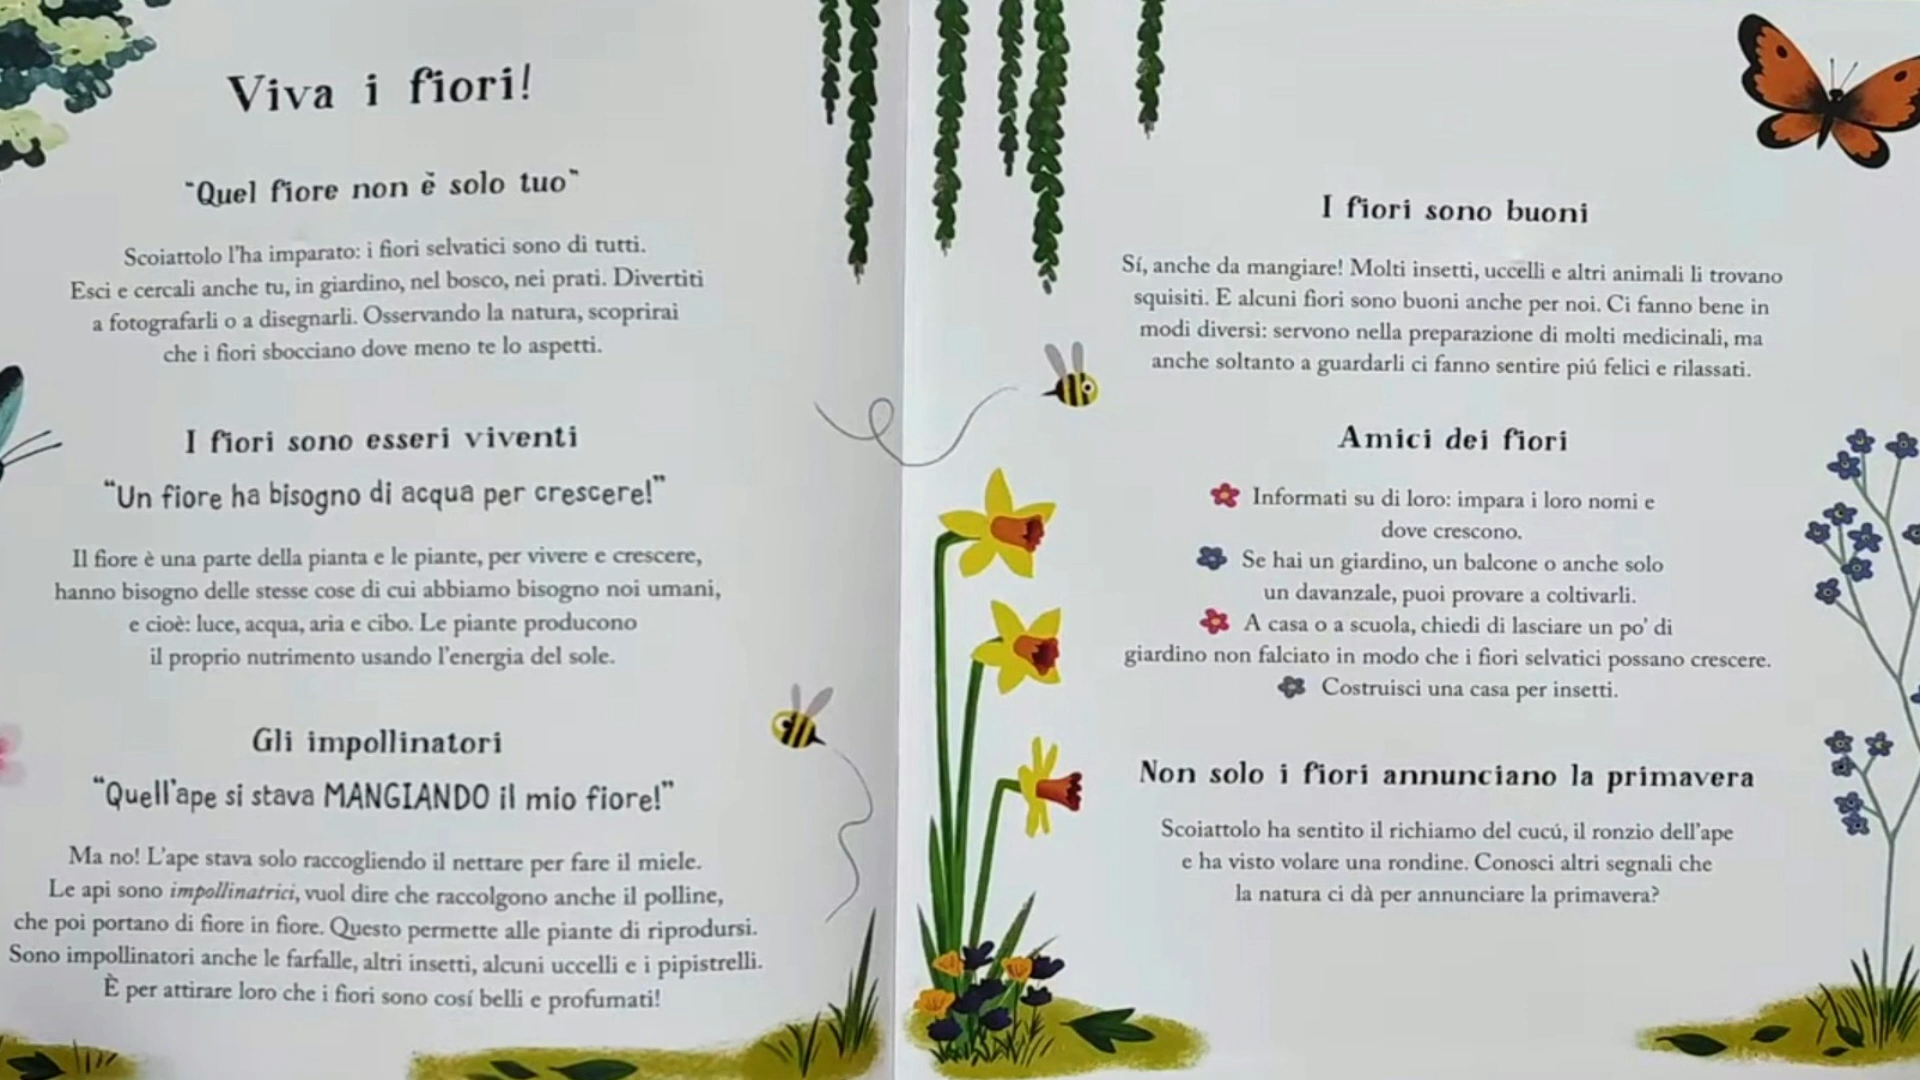 Viva i fiori!
"Quel fiore non è solo tuo"
Scoiattolo l'ha imparato: i fiori selvatici sono di tutti.
Esci e cercali anche tu, in giardino, nel bosco, nei prati. Divertiti
a fotografarli o a disegnarli. Osservando la natura, scoprirai
che i fiori sbocciano dove meno te lo aspetti.
I fiori sono esseri viventi
"Un fiore ha bisogno di acqua per crescere!"
Il fiore è una parte della pianta e le piante, per vivere e crescere,
hanno bisogno delle stesse cose di cui abbiamo bisogno noi umani,
e cioè: luce, acqua, aria e cibo. Le piante producono
il proprio nutrimento usando l'energia del sole.
Gli impollinatori
"Quell'ape si stava MANGIANDO il mio fiore!"
Ma no! L'ape stava solo raccogliendo il nettare per fare il miele.
Le api sono impollinatrici, vuol dire che raccolgono anche il polline,
che poi portano di fiore in fiore. Questo permette alle piante di riprodursi.
Sono impollinatori anche le farfalle, altri insetti, alcuni uccelli e i pipistrelli.
È per attirare loro che i fiori sono cosí belli e profumati!
I fiori sono buoni
Sí, anche da mangiare! Molti insetti, uccelli e altri animali li trovano
squisiti. E alcuni fiori sono buoni anche per noi. Ci fanno bene in
modi diversi: servono nella preparazione di molti medicinali, ma
anche soltanto a guardarli ci fanno sentire piú felici e rilassati.
Amici dei fiori
Informati su di loro: impara i loro nomi e
dove crescono.
Se hai un giardino, un balcone o anche solo
un davanzale, puoi provare a coltivarli.
A casa o a scuola, chiedi di lasciare un po' di
giardino non falciato in modo che i fiori selvatici possano crescere.
Costruisci una casa per insetti.
Non solo i fiori annunciano la primavera
Scoiattolo ha sentito il richiamo del cucú, il ronzio dell'ape
e ha visto volare una rondine. Conosci altri segnali che
la natura ci dà per annunciare la primavera?